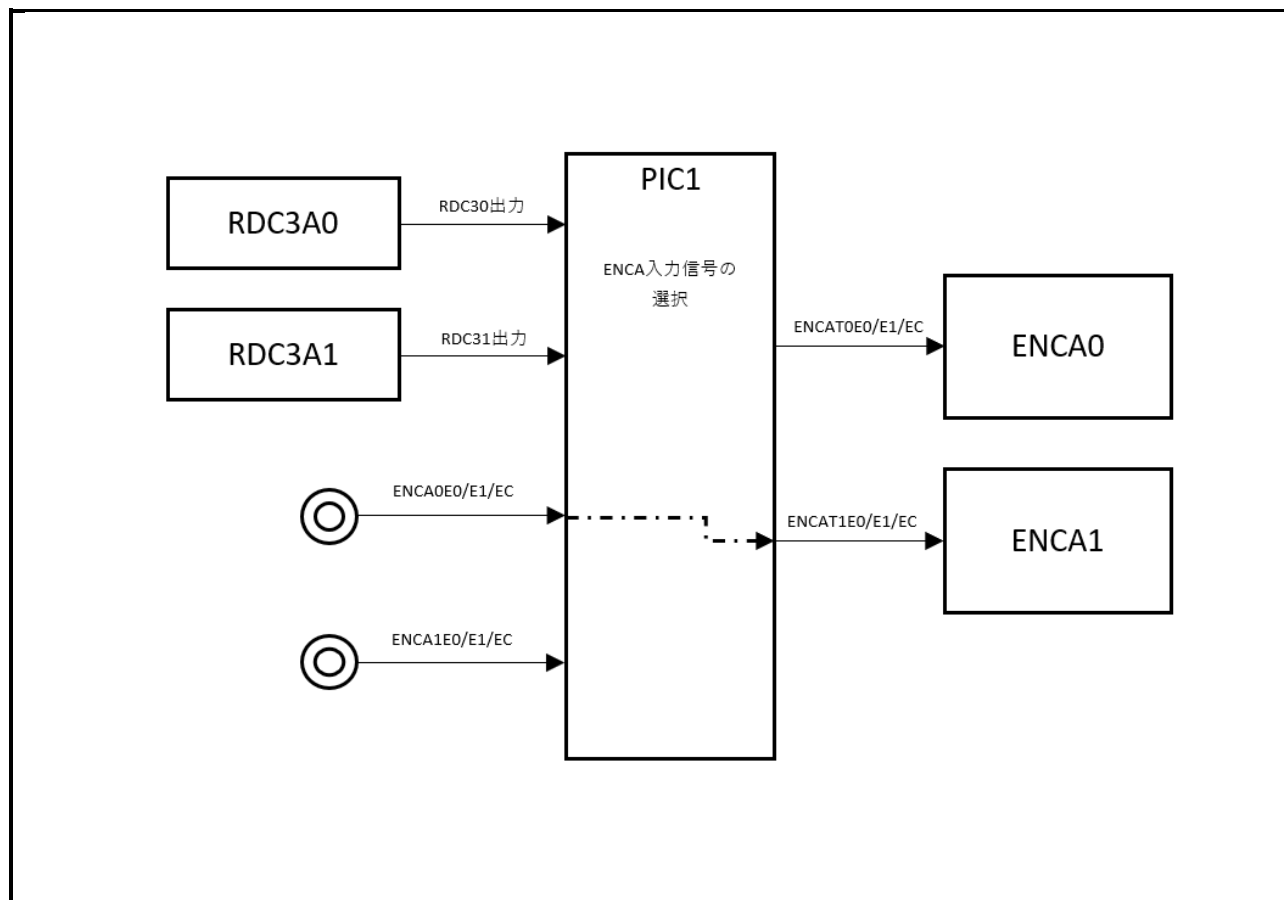 PIC1
RDC3A0
RDC30出力
ENCA入力信号の
選択
RDC3A1
RDC31出力
ENCAT0E0/E1/EC
ENCA0
ENCA0E0/E1/EC
ENCAT1E0/E1/EC
ENCA1
ENCA1E0/E1/EC